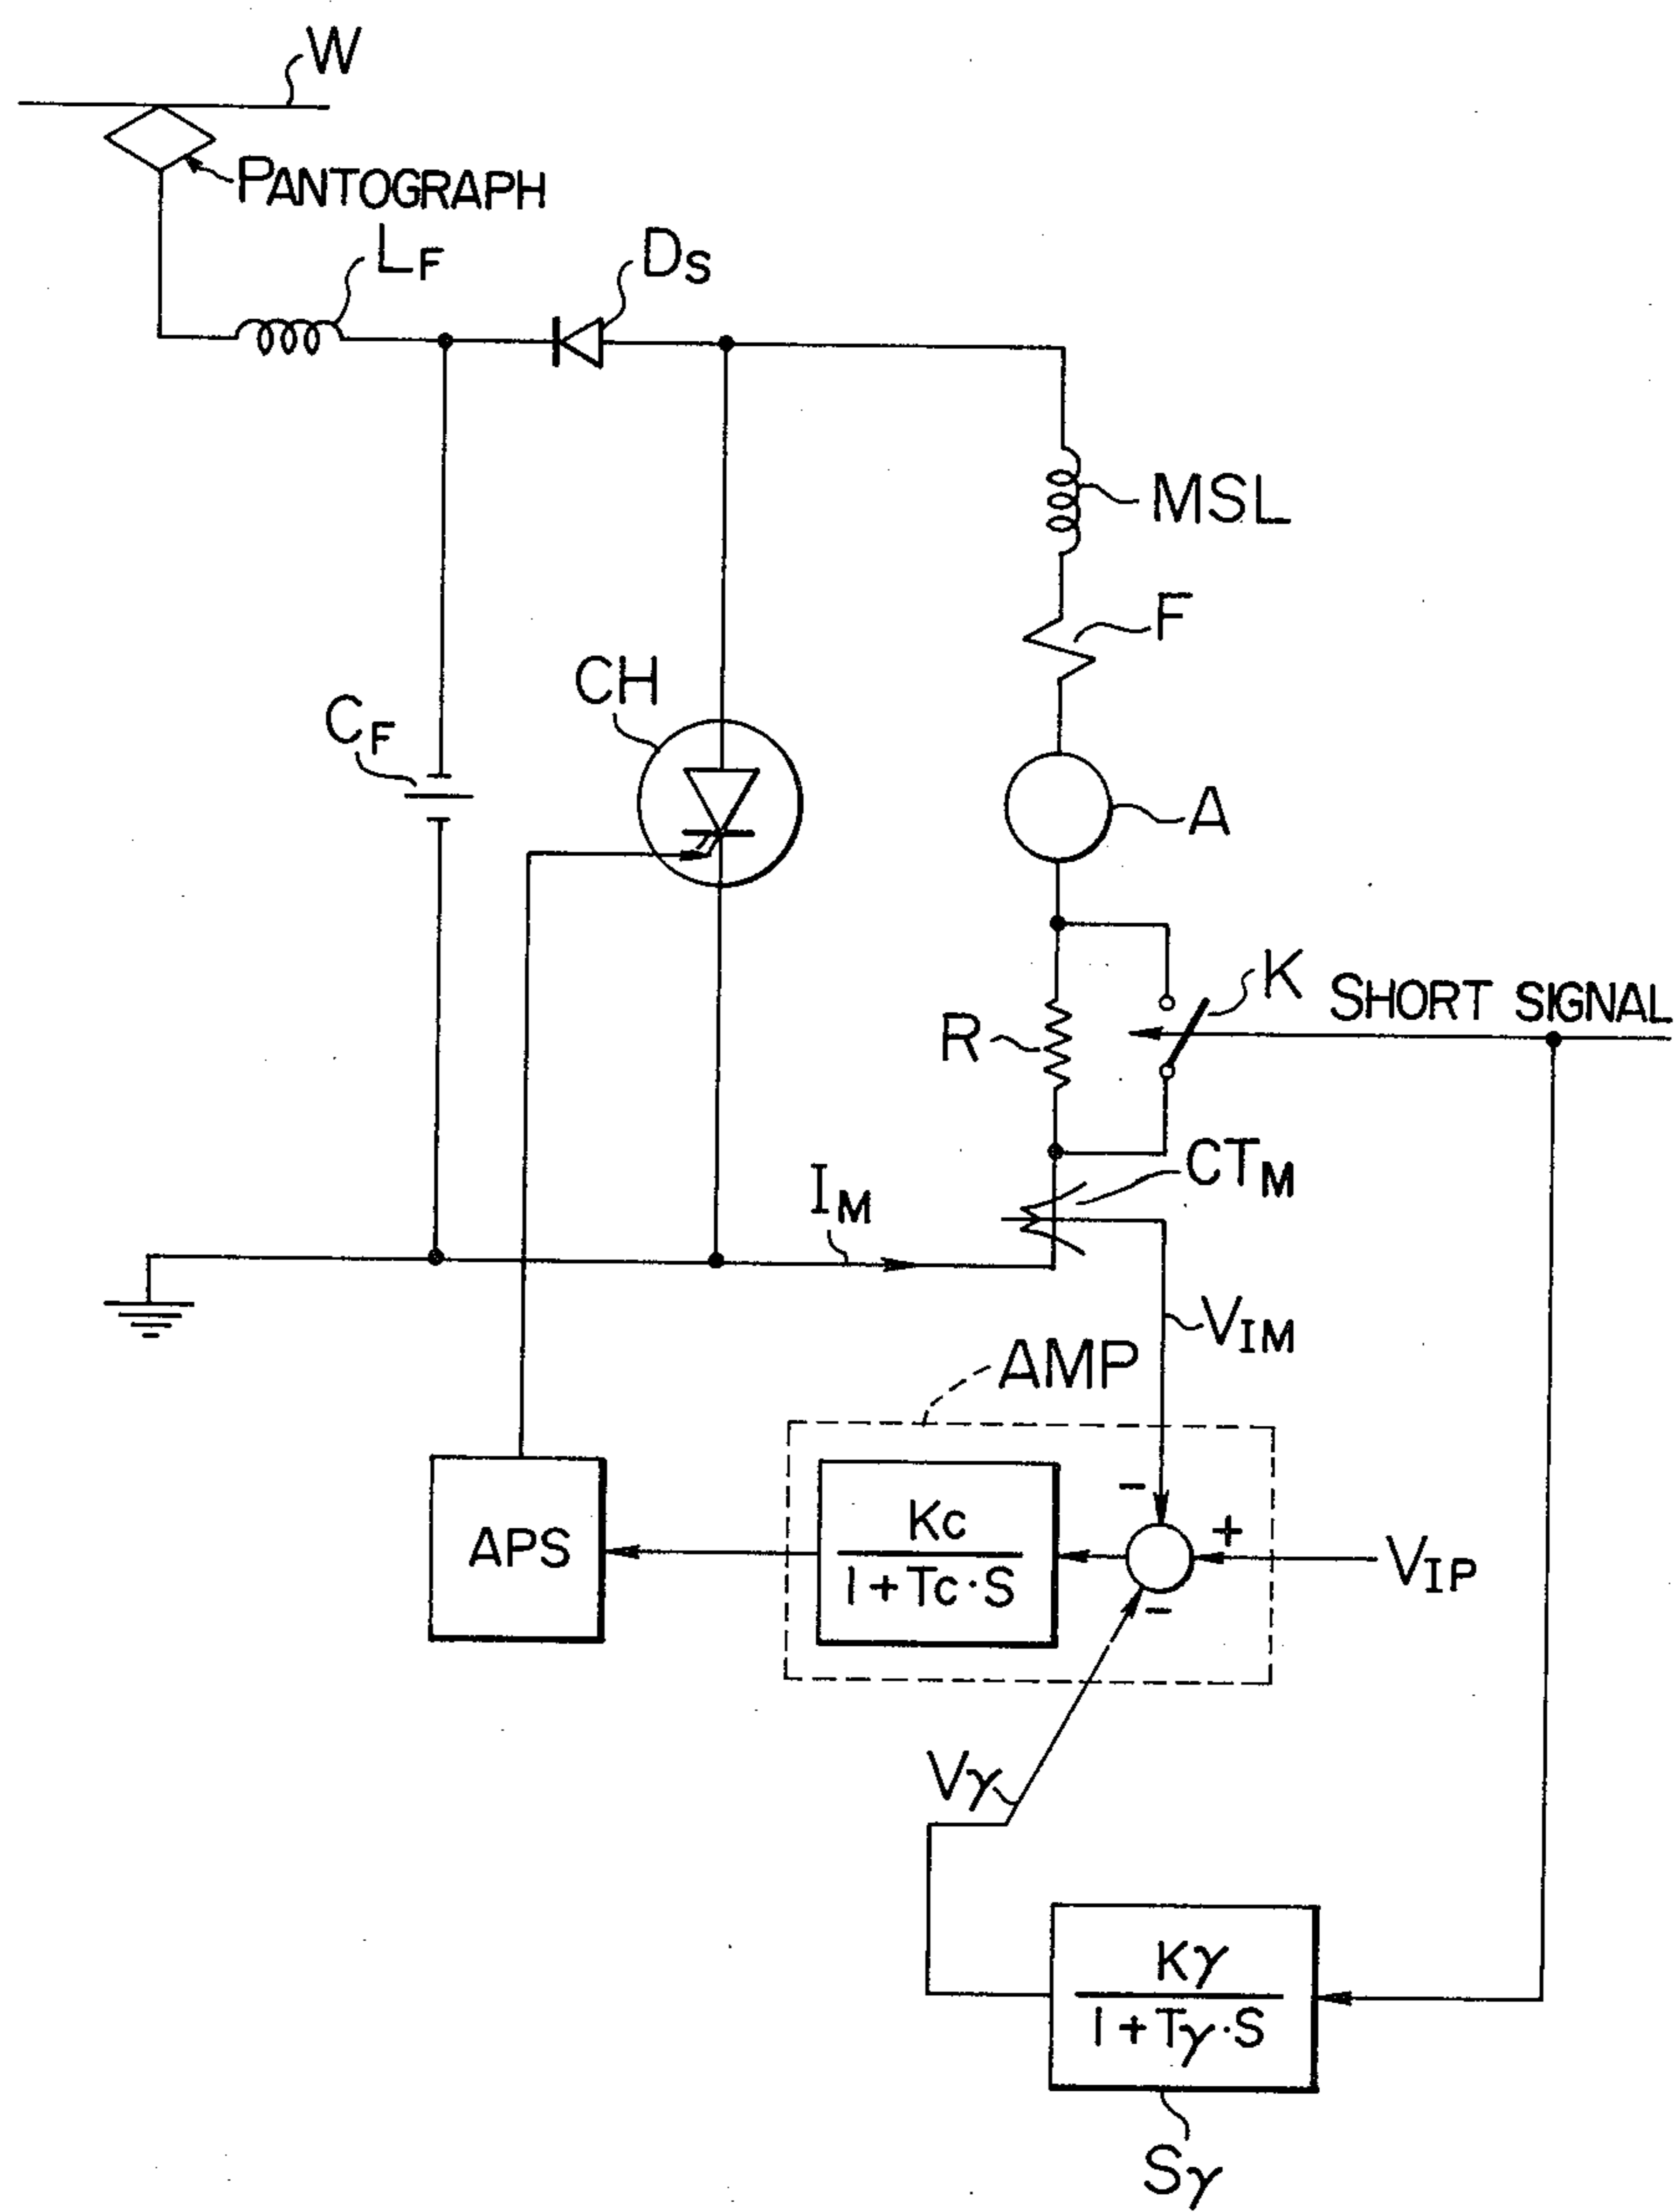 W
PANTOGRAPH
LF
Ds
MSL
F
CH
CF
A
K
SHORT SIGNAL
R
CTM
IM
VIM
AMP
-
+
APS
Kc
1+Tc·S
VIP
-
Vγ
Kγ
1+Tγ·S
Sγ